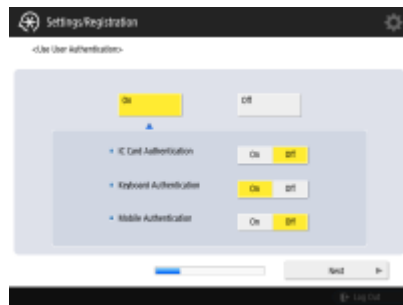 Settings/Registration
<Use User Authentication>
On Off
IC Card Authentication On Off
Keyboard Authentication On Off
Mobile Authentication On Off
Next
Log Out